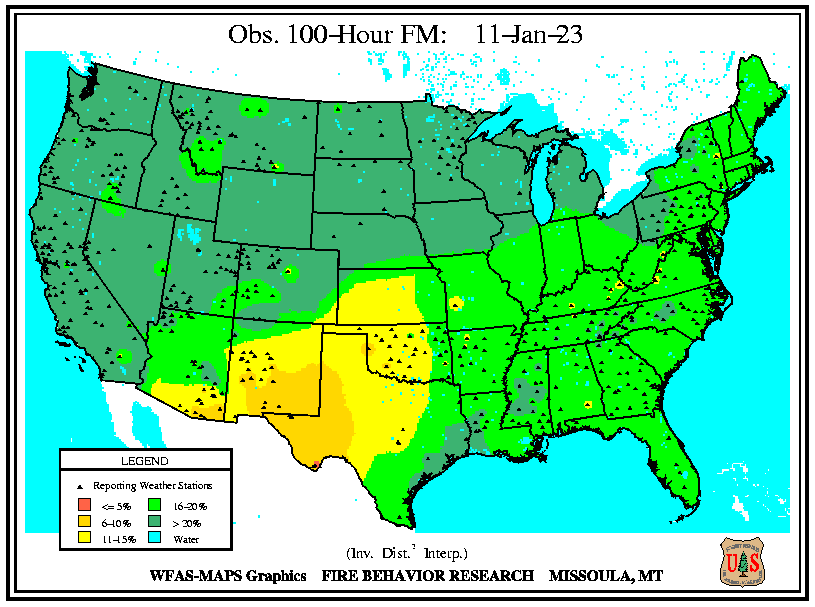 Obs. 100-Hour FM: 11-Jan-23
LEGEND
Reporting Weather Stations
<= 5%
16-20%
6-10%
> 20%
11-15%
Water
(Inv. Dist.² Interp.)
WFAS-MAPS Graphics FIRE BEHAVIOR RESEARCH MISSOULA, MT
U S